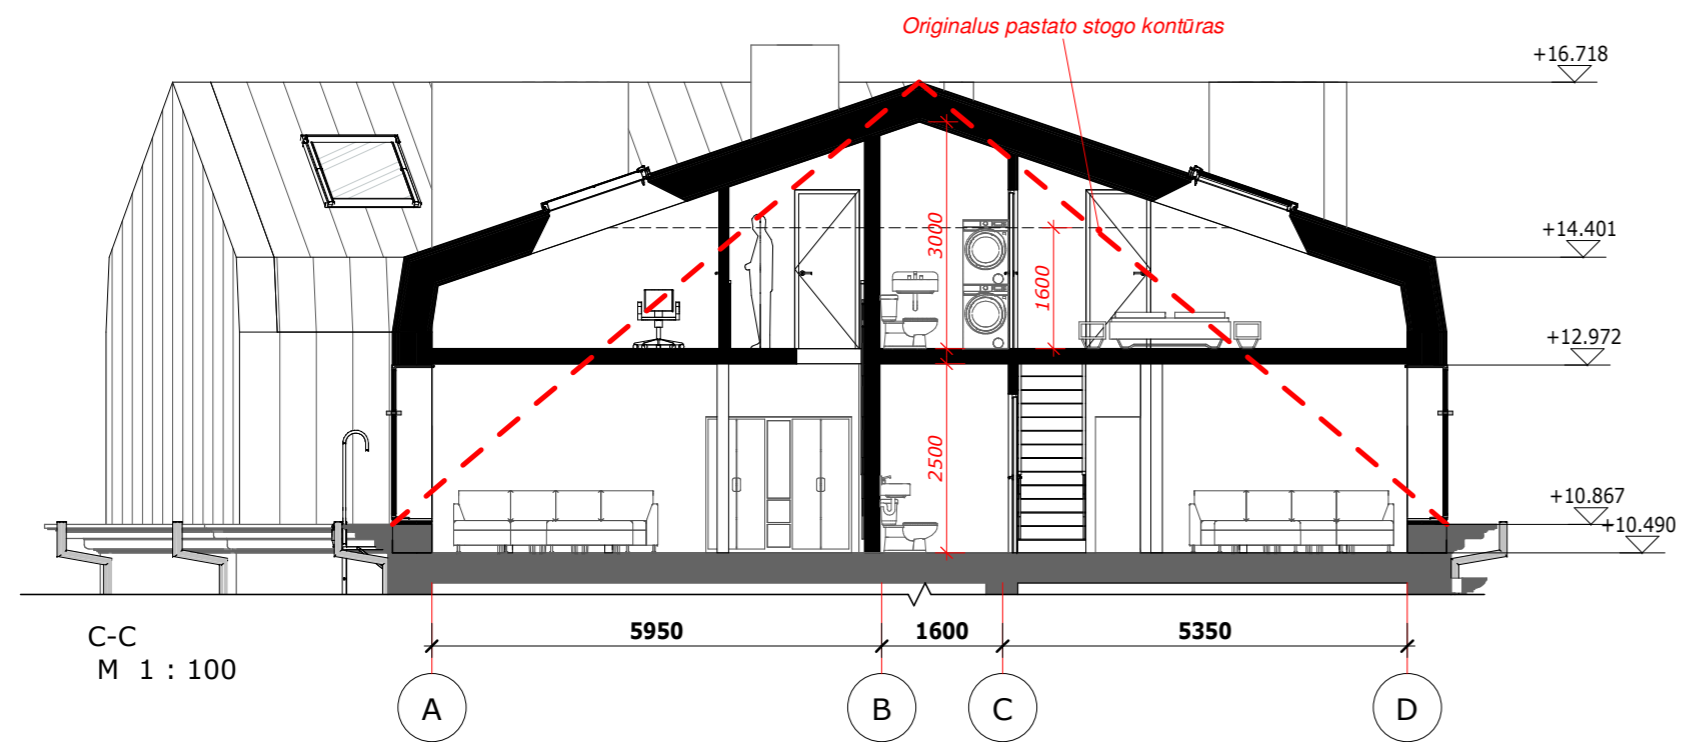 Originalus pastato stogo kontūras
+16.718
+14.401
3000
1600
+12.972
2500
+10.867
+10.490
5950
1600
5350
C-C
M 1 : 100
A
B
C
D